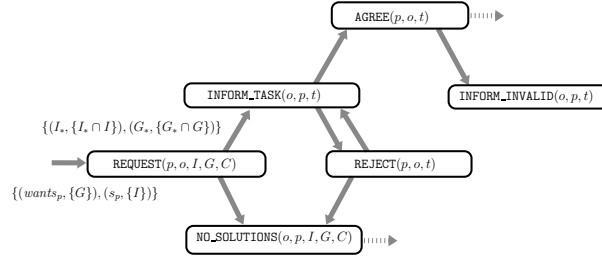 AGREE(p, o, t)
INFORM_TASK(o, p, t)
INFORM_INVALID(o, p, t)
{(I*, {I* ∩ I}), (G*, {G* ∩ G})}
REQUEST(p, o, I, G, C)
REJECT(p, o, t)
{(wants_p, {G}), (s_p, {I})}
NO_SOLUTIONS(o, p, I, G, C)